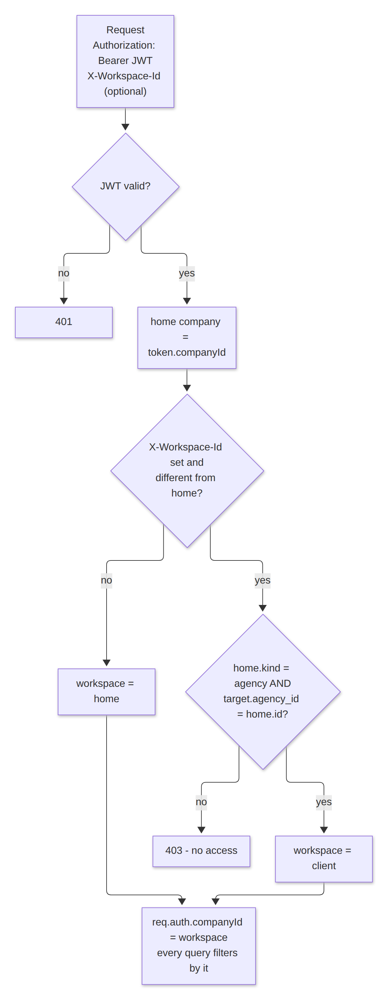 Request
Authorization:
Bearer JWT
X-Workspace-Id
(optional)
JWT valid?
no
yes
401
home company
=
token.companyId
X-Workspace-Id
set and
different from
home?
no
yes
workspace =
home
home.kind =
agency AND
target.agency_id
= home.id?
no
yes
403 - no access
workspace =
client
req.auth.companyId
= workspace
every query filters
by it